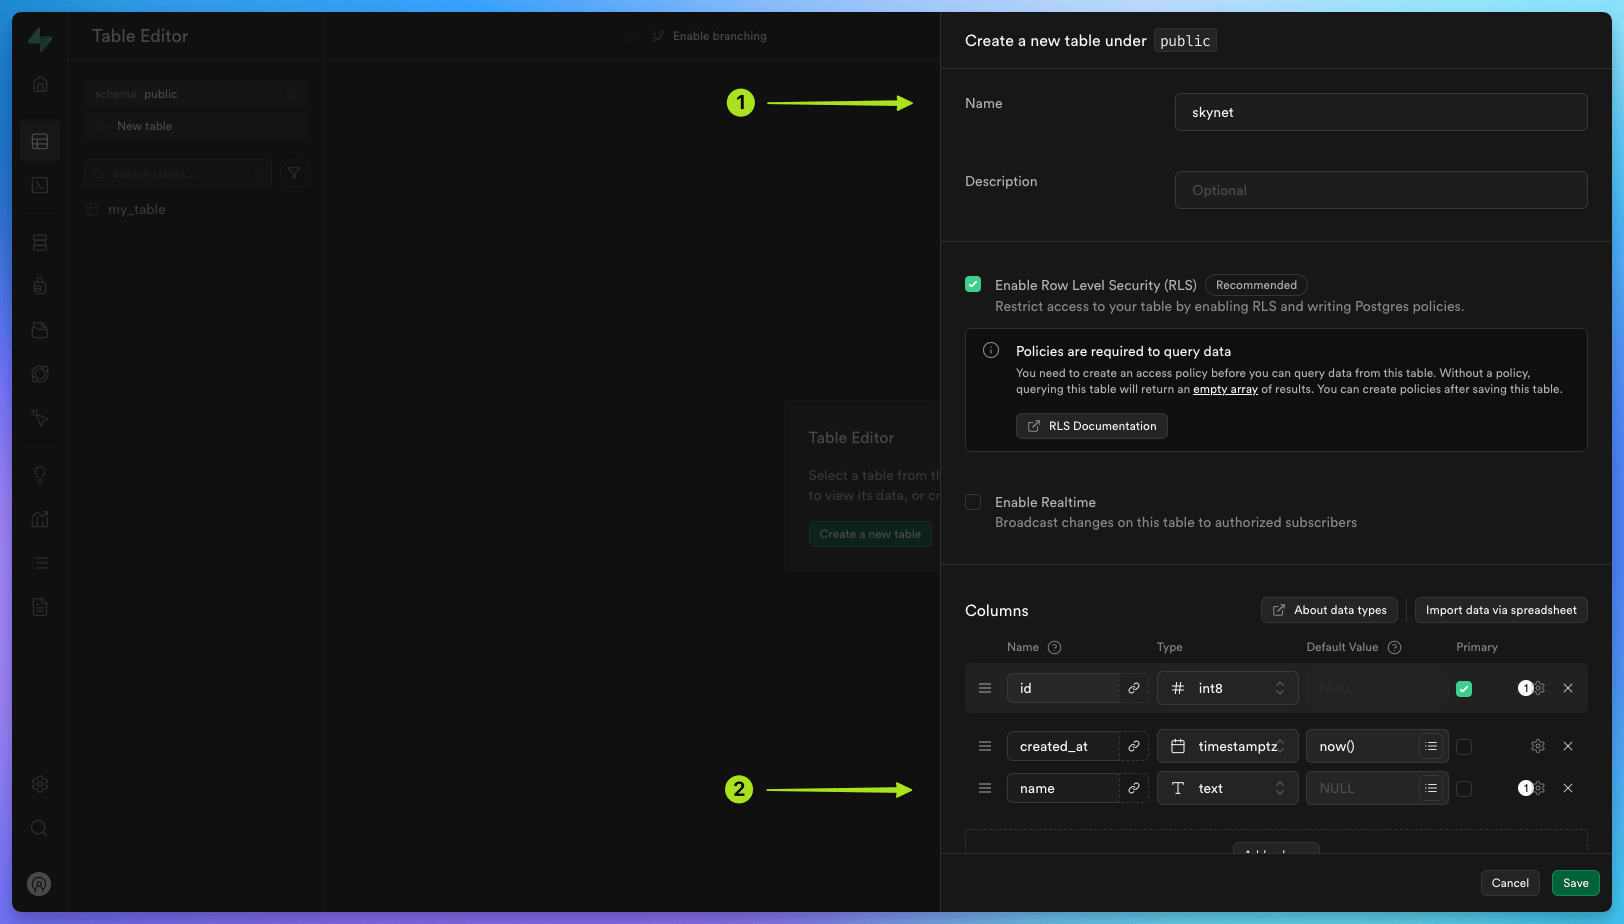 Table Editor
Enable branching
schema: public
New table
Search tables...
my_table
Table Editor
Select a table from th
to view its data, or cr
Create a new table
1
2
Create a new table under public
Name
skynet
Description
Optional
Enable Row Level Security (RLS) Recommended
Restrict access to your table by enabling RLS and writing Postgres policies.
Policies are required to query data
You need to create an access policy before you can query data from this table. Without a policy,
querying this table will return an empty array of results. You can create policies after saving this table.
RLS Documentation
Enable Realtime
Broadcast changes on this table to authorized subscribers
Columns About data types Import data via spreadsheet
Name Type Default Value Primary
id int8 NULL 1
created_at timestamptz now()
name text NULL 1
Cancel Save